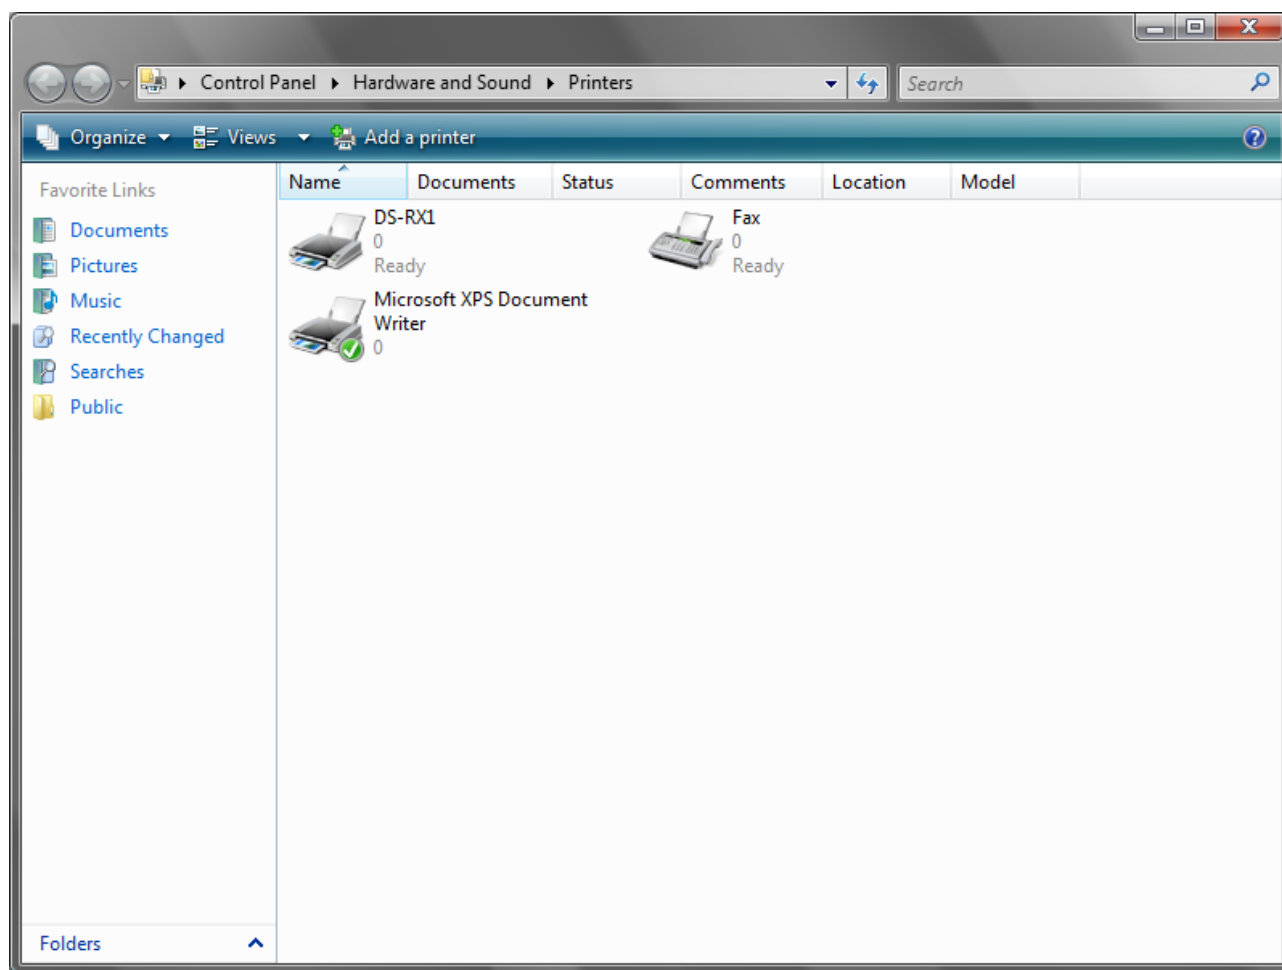 Control Panel Hardware and Sound Printers Search
Organize Views Add a printer
Favorite Links
Documents
Pictures
Music
Recently Changed
Searches
Public
Folders
Name Documents Status Comments Location Model
DS-RX1
0
Ready
Fax
0
Ready
Microsoft XPS Document
Writer
0